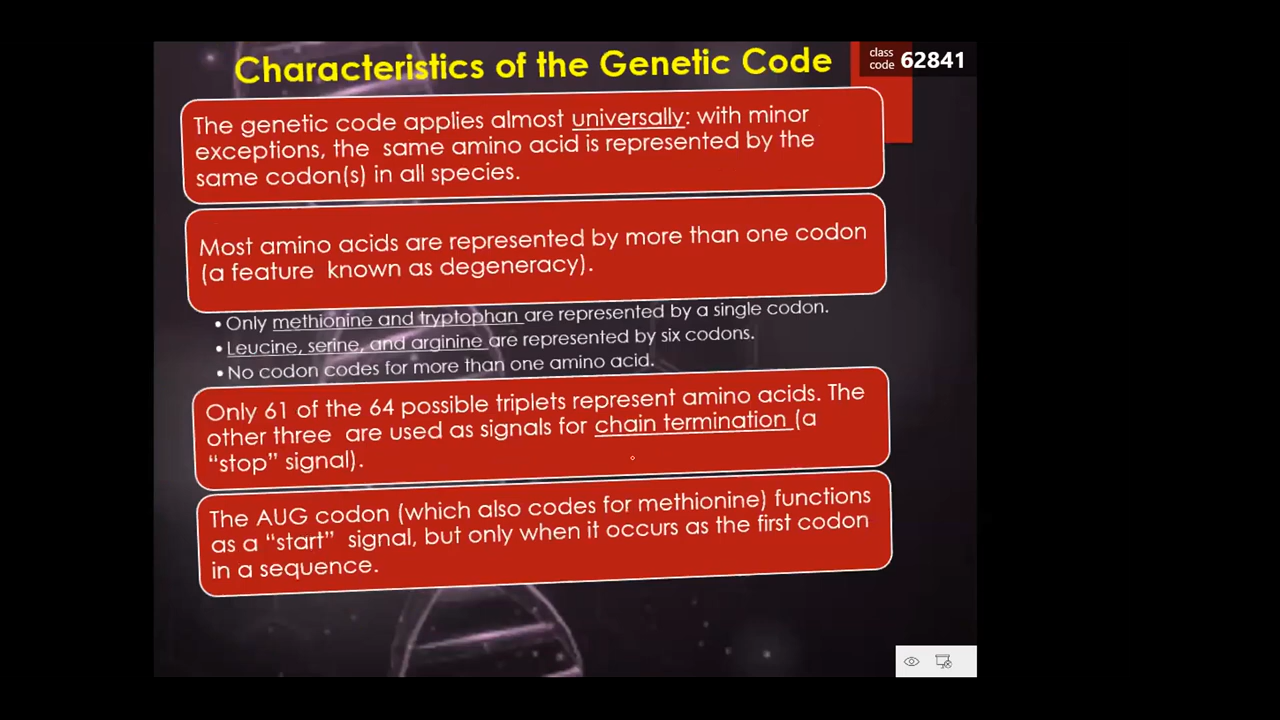 Characteristics of the Genetic Code
class
code 62841
The genetic code applies almost universally: with minor
exceptions, the same amino acid is represented by the
same codon(s) in all species.
Most amino acids are represented by more than one codon
(a feature known as degeneracy).
• Only methionine and tryptophan are represented by a single codon.
• Leucine, serine, and arginine are represented by six codons.
• No codon codes for more than one amino acid.
Only 61 of the 64 possible triplets represent amino acids. The
other three are used as signals for chain termination (a
“stop” signal).
The AUG codon (which also codes for methionine) functions
as a “start” signal, but only when it occurs as the first codon
in a sequence.